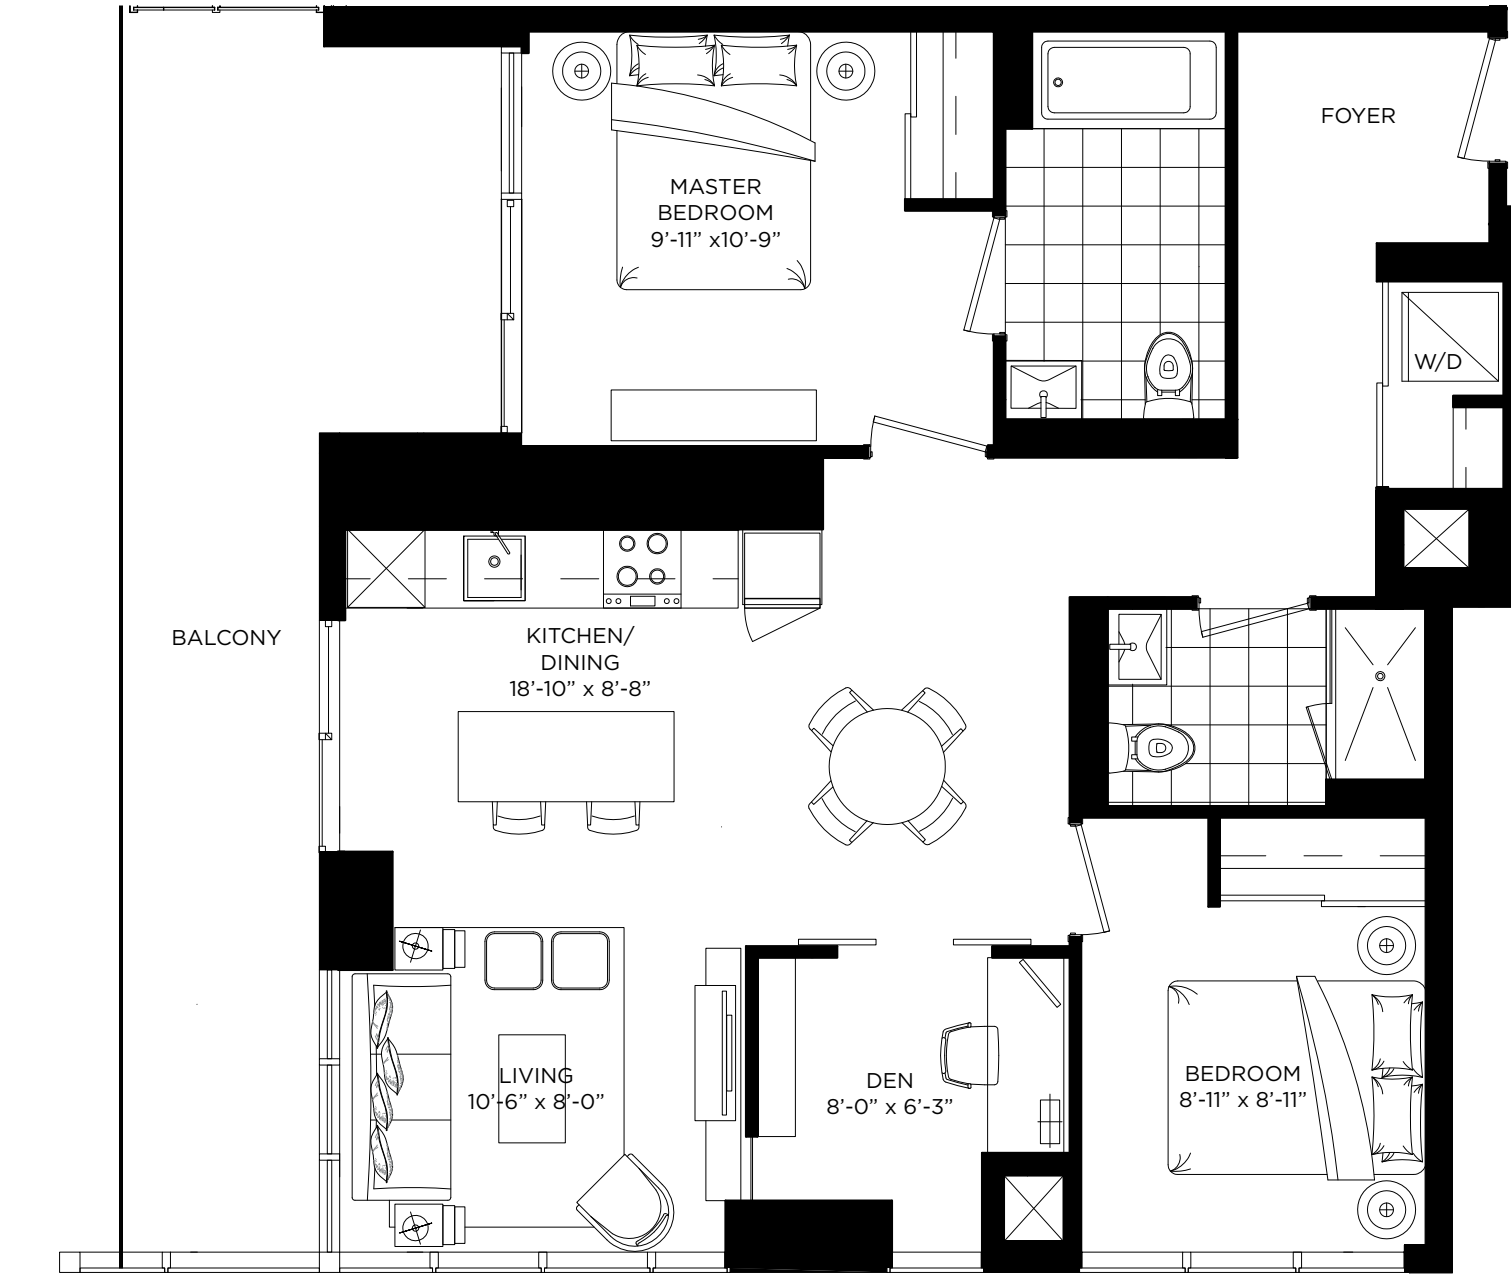 FOYER
MASTER
BEDROOM
9’-11” x10’-9”
W/D
BALCONY
KITCHEN/
DINING
18’-10” x 8’-8”
LIVING
10’-6” x 8’-0”
DEN
8’-0” x 6’-3”
BEDROOM
8’-11” x 8’-11”